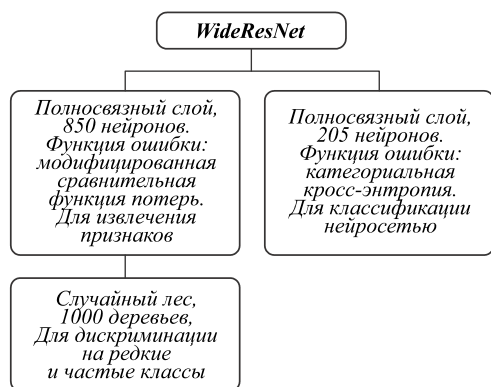 WideResNet
Полносвязный слой,
850 нейронов.
Функция ошибки:
модифицированная
сравнительная
функция потерь.
Для извлечения
признаков
Полносвязный слой,
205 нейронов.
Функция ошибки:
категориальная
кросс-энтропия.
Для классификации
нейросетью
Случайный лес,
1000 деревьев,
Для дискриминации
на редкие
и частые классы